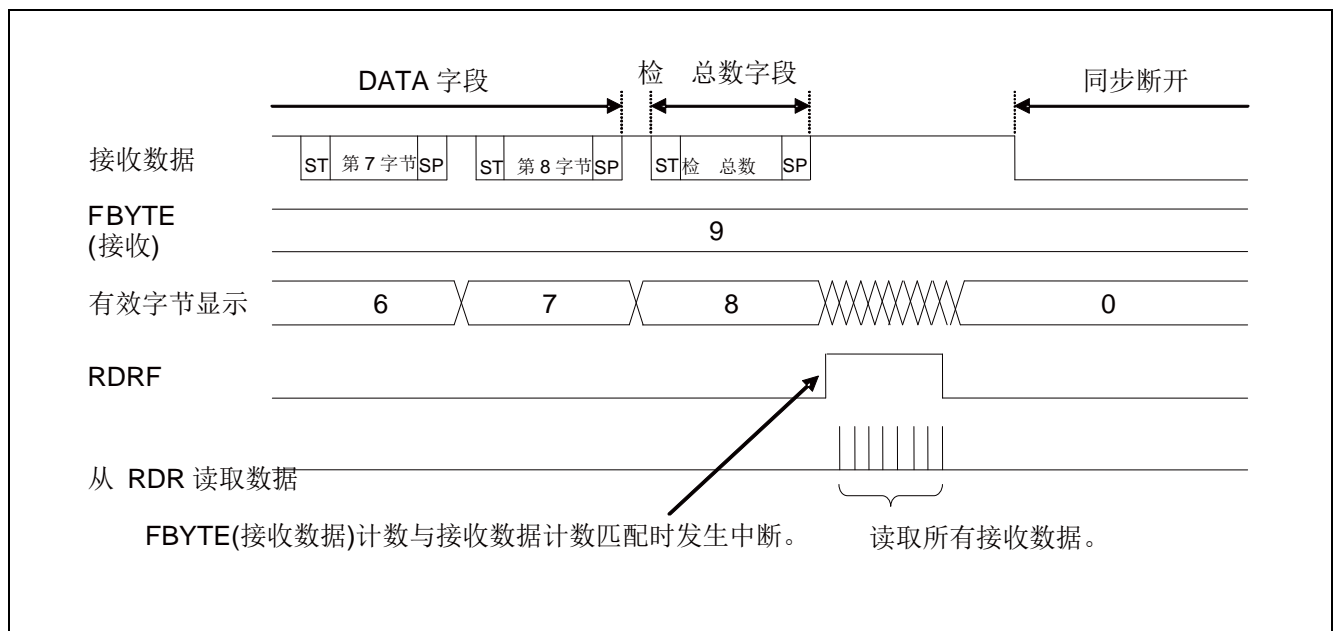 DATA 字段
检 总数字段
同步断开
接收数据
ST 第 7 字节 SP ST 第 8 字节 SP ST 检 总数 SP
FBYTE
(接收)
9
有效字节显示
6 7 8 0
RDRF
从 RDR 读取数据
FBYTE(接收数据)计数与接收数据计数匹配时发生中断。
读取所有接收数据。